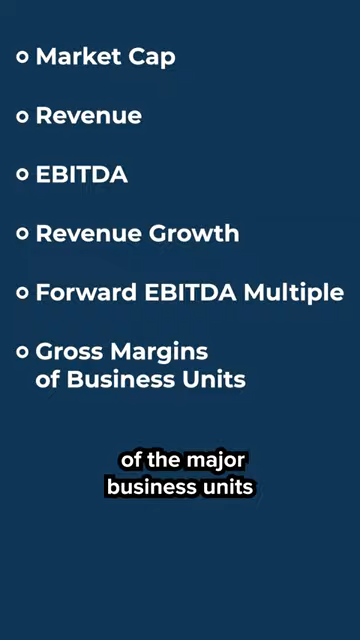 Market Cap
Revenue
EBITDA
Revenue Growth
Forward EBITDA Multiple
Gross Margins
of Business Units
of the major
business units